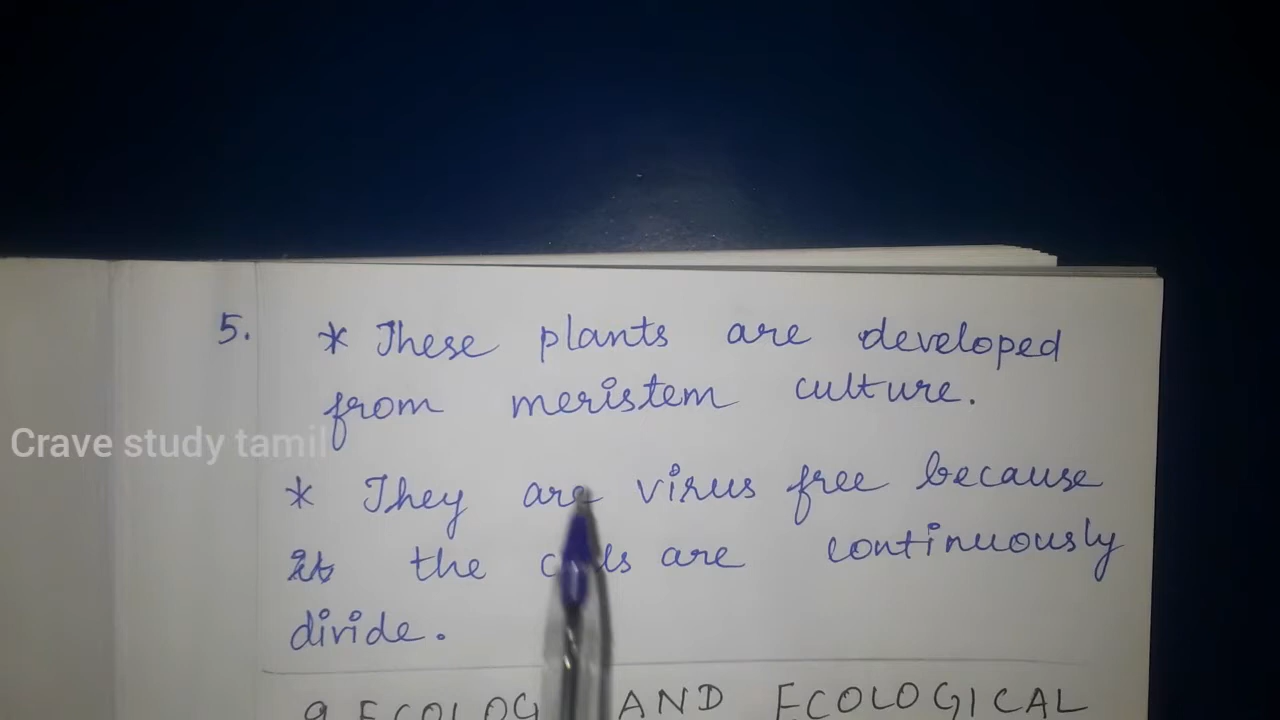 5. * These plants are developed
from meristem culture.
Crave study tamil
* They are virus free because
the are continuously
divide.
AND ECOLOGICAL